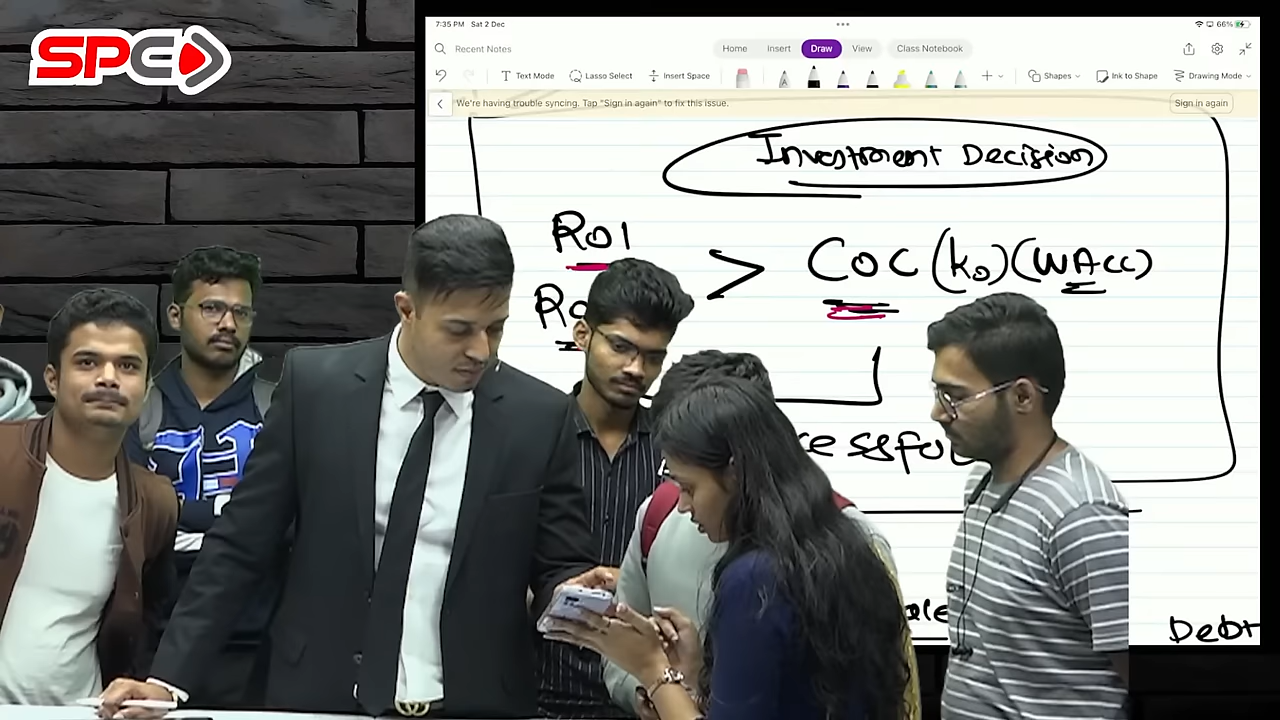 SPC
7:35 PM Sat 2 Dec
66%
Recent Notes
Home Insert Draw View Class Notebook
Text Mode Lasso Select Insert Space Shapes Ink to Shape Drawing Mode
We're having trouble syncing. Tap "Sign in again" to fix this issue. Sign in again
Investment Decision
ROI > COC (Ko) (WACC)
Debt